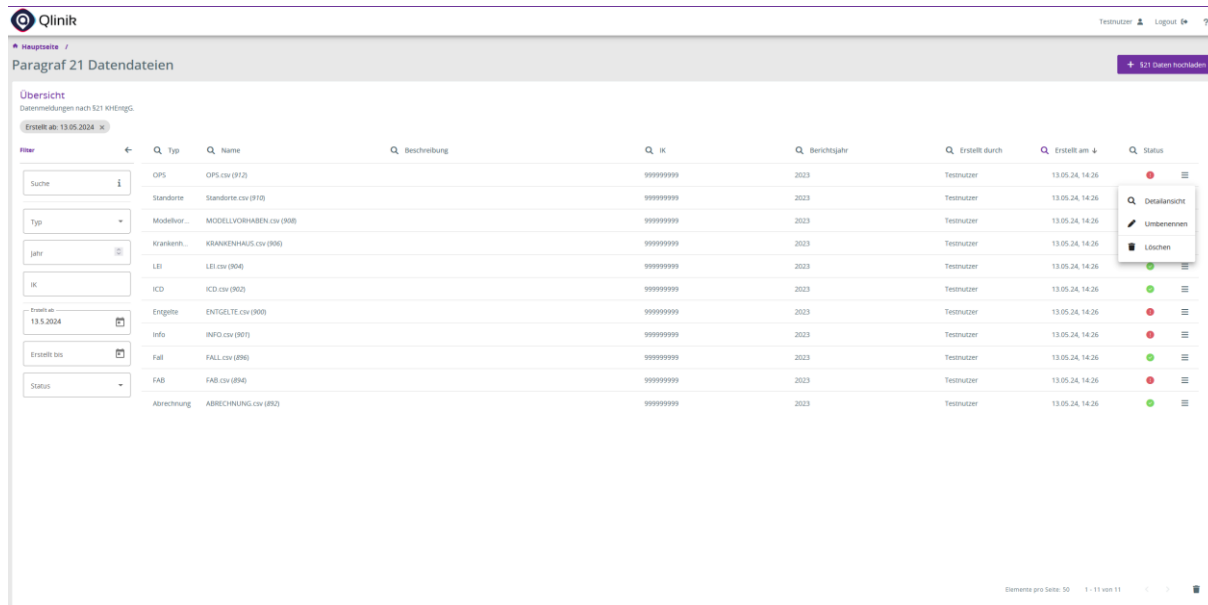 Qlinik
Testnutzer Logout ?
Hauptseite /
Paragraf 21 Datendateien
+ §21 Daten hochladen
Übersicht
Datenmeldungen nach §21 KHEntgG.
Erstellt ab: 13.05.2024 ×
Filter ← Typ Name Beschreibung IK Berichtsjahr Erstellt durch Erstellt am ↓ Status
Suche i
Typ
Jahr
IK
Erstellt ab
13.5.2024
Erstellt bis
Status
OPS OPS.csv (912) 999999999 2023 Testnutzer 13.05.24, 14:26
Standorte Standorte.csv (910) 999999999 2023 Testnutzer 13.05.24, 14:26
Modellvor... MODELLVORHABEN.csv (908) 999999999 2023 Testnutzer 13.05.24, 14:26
Krankenh... KRANKENHAUS.csv (906) 999999999 2023 Testnutzer 13.05.24, 14:26
LEI LEI.csv (904) 999999999 2023 Testnutzer 13.05.24, 14:26
ICD ICD.csv (902) 999999999 2023 Testnutzer 13.05.24, 14:26
Entgelte ENTGELTE.csv (900) 999999999 2023 Testnutzer 13.05.24, 14:26
Info INFO.csv (901) 999999999 2023 Testnutzer 13.05.24, 14:26
Fall FALL.csv (896) 999999999 2023 Testnutzer 13.05.24, 14:26
FAB FAB.csv (894) 999999999 2023 Testnutzer 13.05.24, 14:26
Abrechnung ABRECHNUNG.csv (892) 999999999 2023 Testnutzer 13.05.24, 14:26
Detailansicht
Umbenennen
Löschen
Elemente pro Seite: 50 1 - 11 von 11